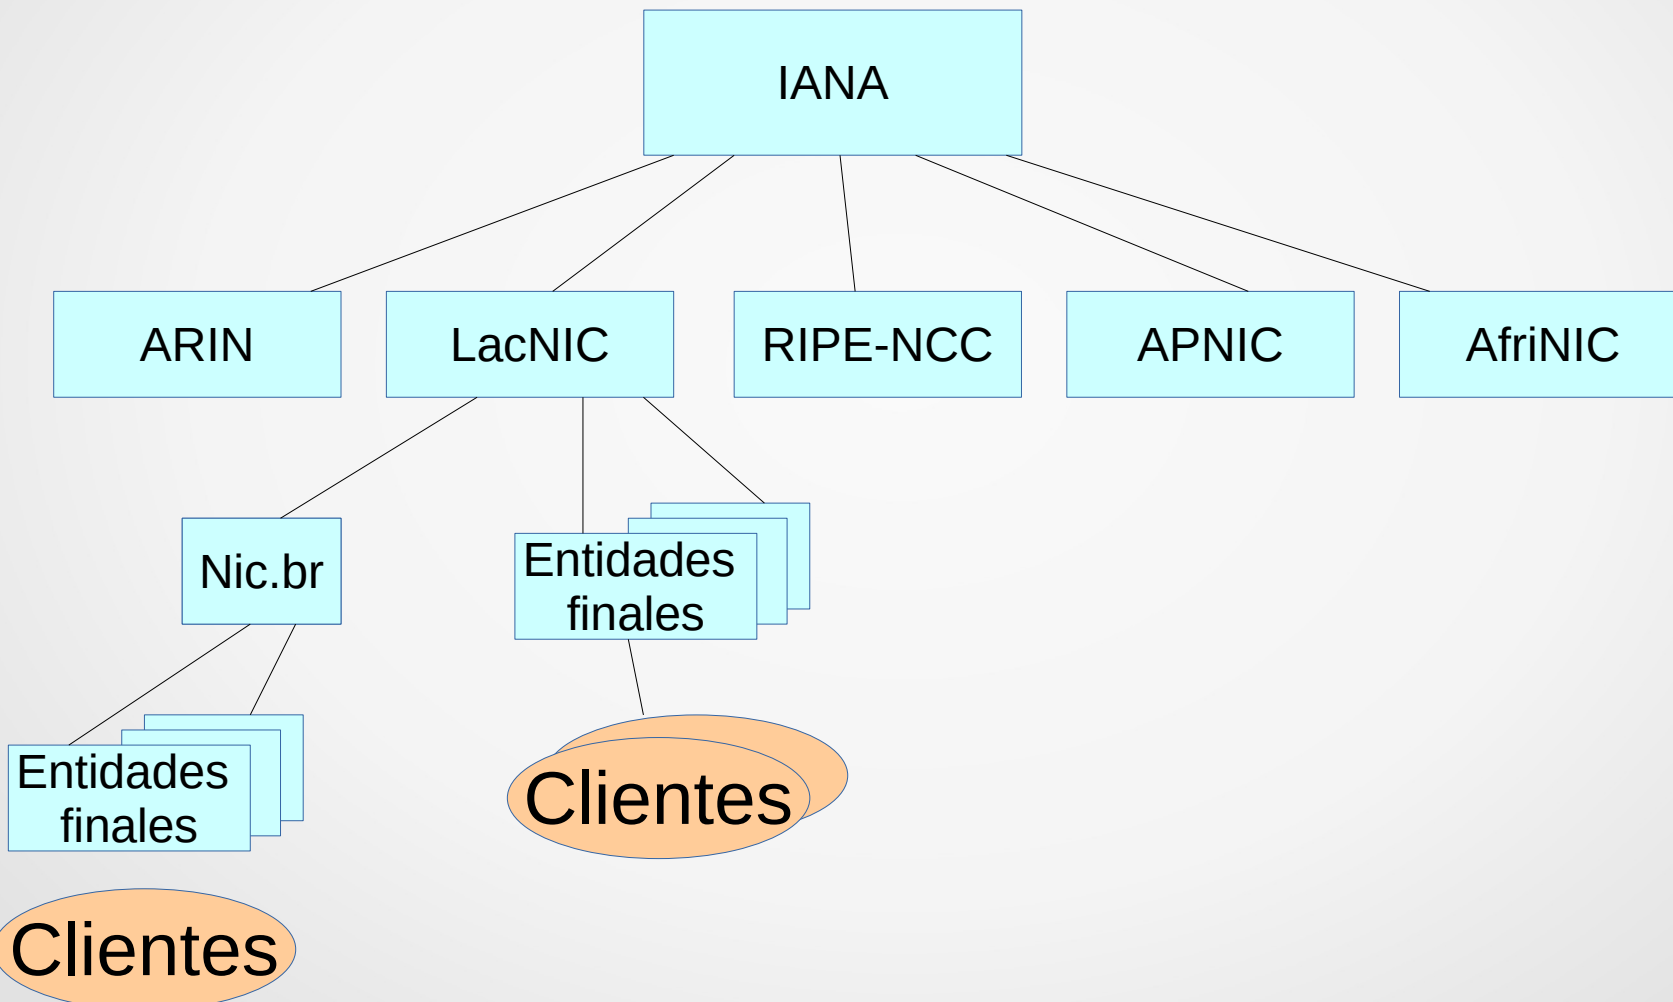 IANA
ARIN
LacNIC
RIPE-NCC
APNIC
AfriNIC
Nic.br
Entidades
finales
Entidades
finales
Clientes
Clientes